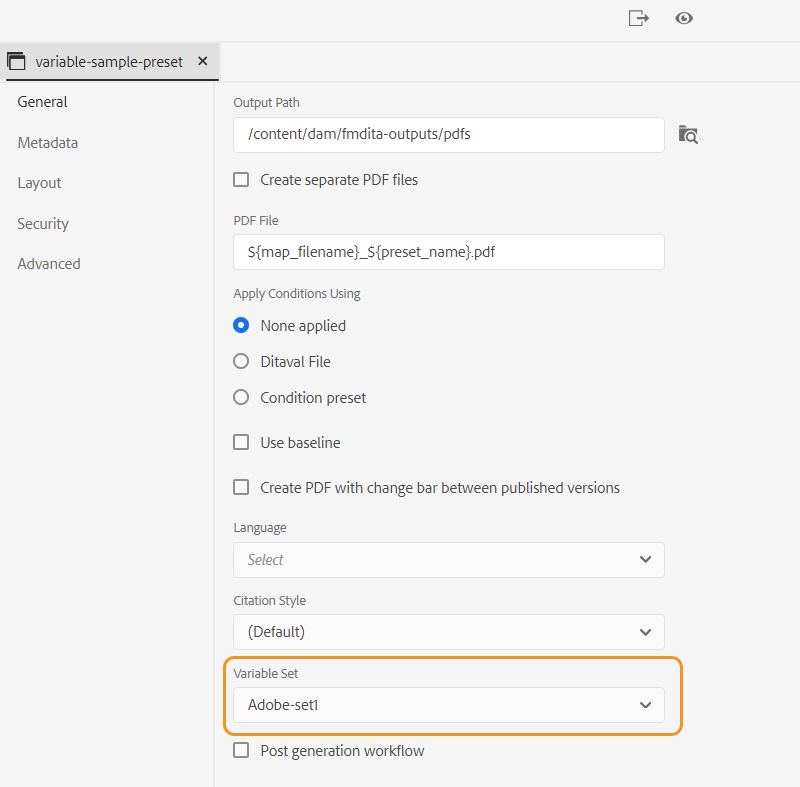 variable-sample-preset
General
Metadata
Layout
Security
Advanced
Output Path
/content/dam/fmdita-outputs/pdfs
Create separate PDF files
PDF File
${map_filename}_${preset_name}.pdf
Apply Conditions Using
None applied
Ditaval File
Condition preset
Use baseline
Create PDF with change bar between published versions
Language
Select
Citation Style
(Default)
Variable Set
Adobe-set1
Post generation workflow